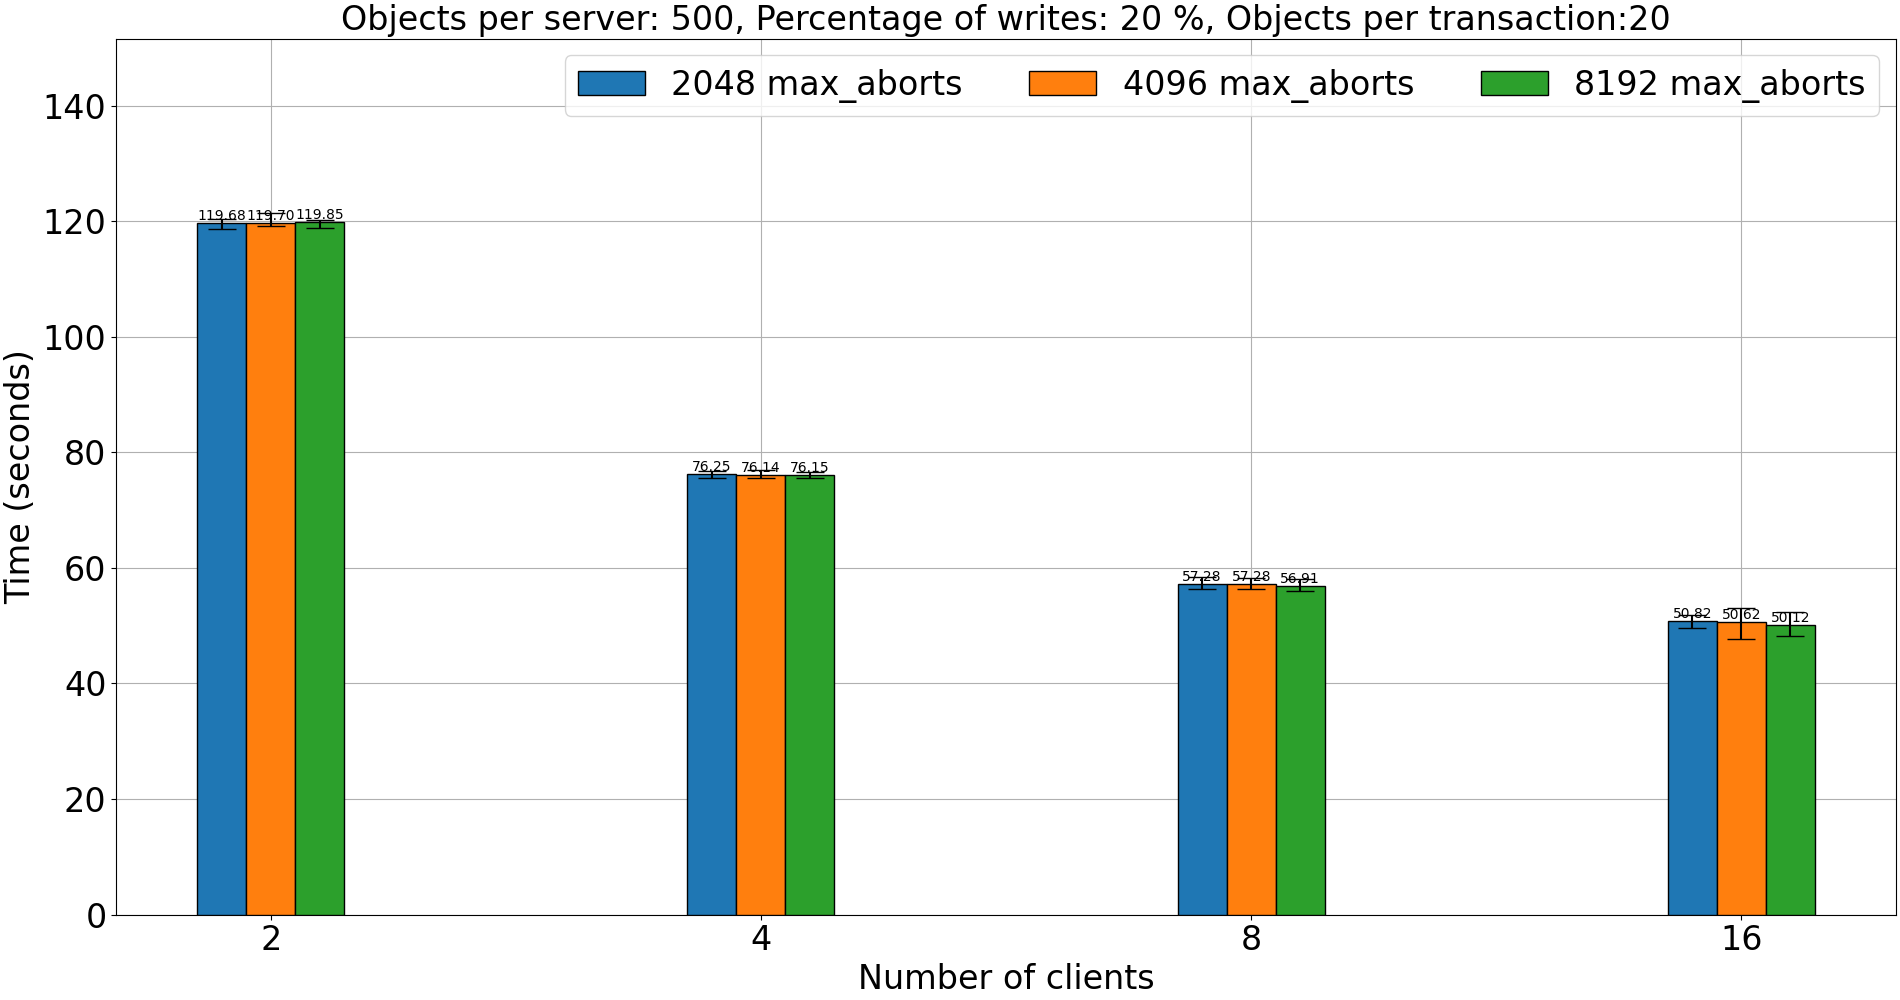 Objects per server: 500, Percentage of writes: 20 %, Objects per transaction:20
2048 max_aborts 4096 max_aborts 8192 max_aborts
140
120
100
80
60
40
20
0
Time (seconds)
119.68 119.70 119.85
76.25 76.14 76.15
57.28 57.28 56.91
50.82 50.62 50.12
2 4 8 16
Number of clients